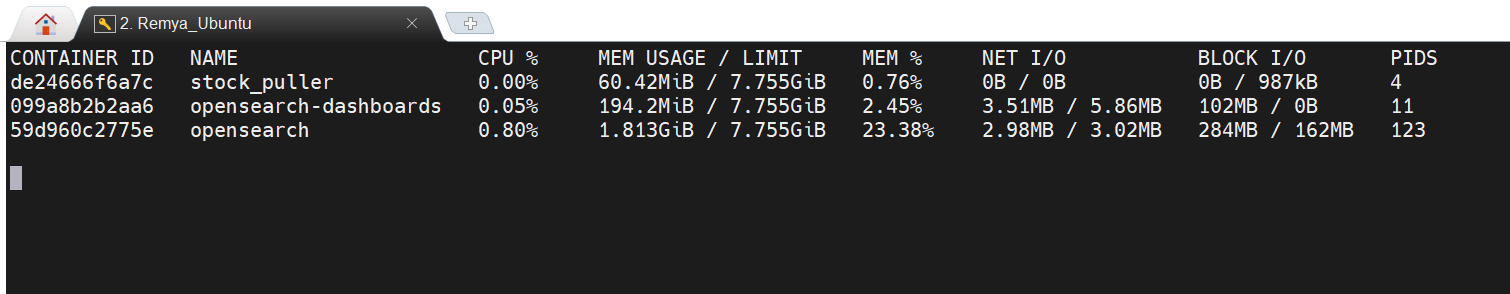 2. Remya_Ubuntu
CONTAINER ID NAME CPU % MEM USAGE / LIMIT MEM % NET I/O BLOCK I/O PIDS
de24666f6a7c stock_puller 0.00% 60.42MiB / 7.755GiB 0.76% 0B / 0B 0B / 987kB 4
099a8b2b2aa6 opensearch-dashboards 0.05% 194.2MiB / 7.755GiB 2.45% 3.51MB / 5.86MB 102MB / 0B 11
59d960c2775e opensearch 0.80% 1.813GiB / 7.755GiB 23.38% 2.98MB / 3.02MB 284MB / 162MB 123